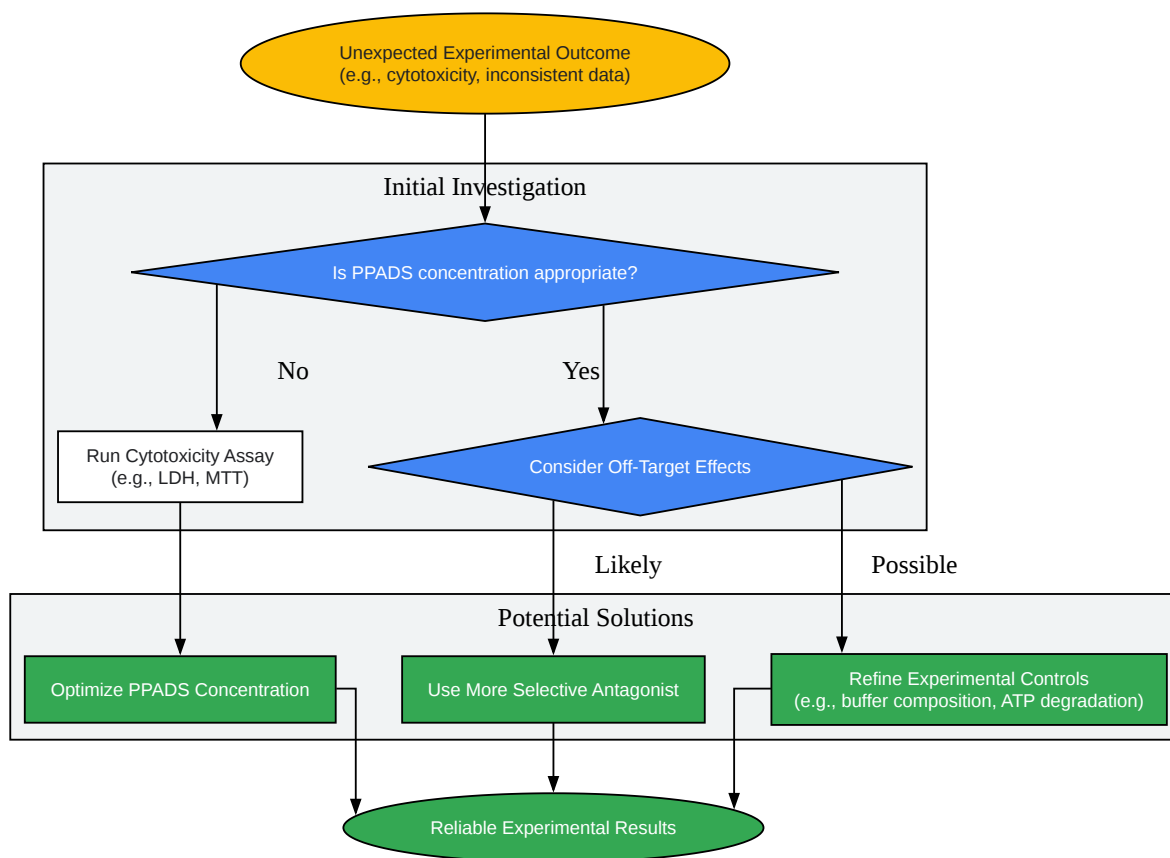 Unexpected Experimental Outcome
(e.g., cytotoxicity, inconsistent data)
Initial Investigation
Is PPADS concentration appropriate?
No
Yes
Run Cytotoxicity Assay
(e.g., LDH, MTT)
Consider Off-Target Effects
Likely
Possible
Potential Solutions
Optimize PPADS Concentration
Use More Selective Antagonist
Refine Experimental Controls
(e.g., buffer composition, ATP degradation)
Reliable Experimental Results